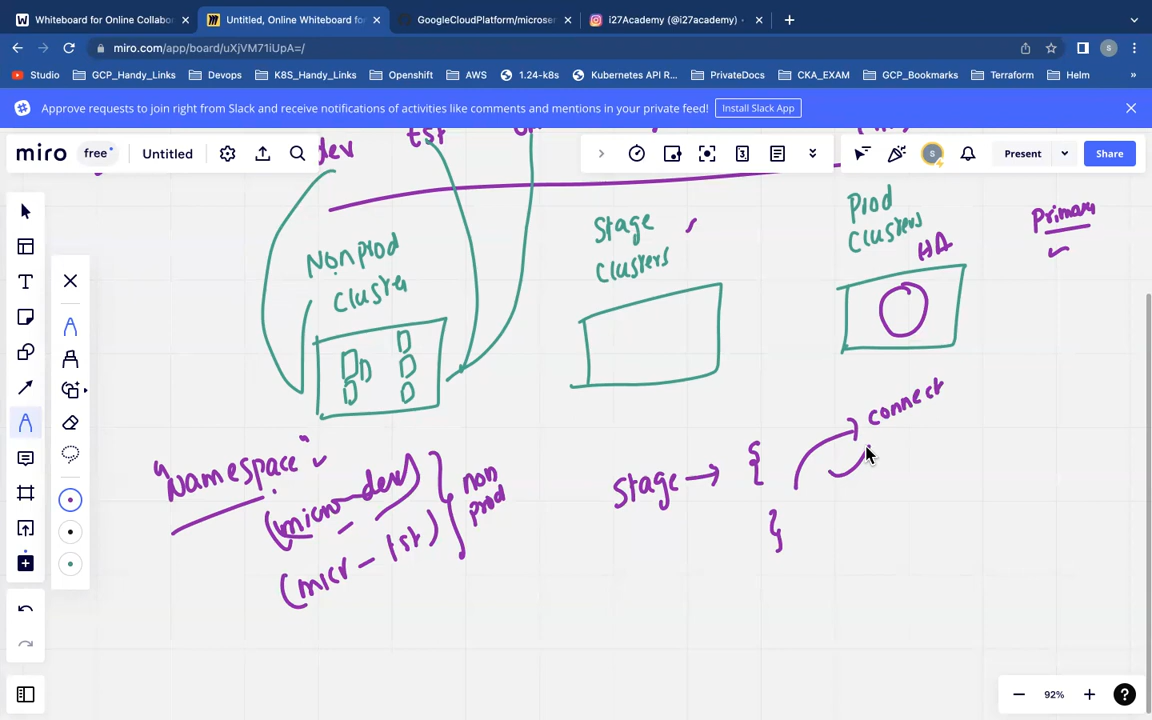 Whiteboard for Online Collabo
Untitled, Online Whiteboard fo
GoogleCloudPlatform/microser
i27Academy (@i27academy)
miro.com/app/board/uXjVM71iUpA=/
S
Studio
GCP_Handy_Links
Devops
K8S_Handy_Links
Openshift
AWS
1.24-k8s
Kubernetes API R...
PrivateDocs
CKA_EXAM
GCP_Bookmarks
Terraform
Helm
»
Approve requests to join right from Slack and receive notifications of activities like comments and mentions in your private feed!
Install Slack App
miro
free
Untitled
3
S
Present
Share
dev
tst
Nonprod
Cluster
Stage
Clusters
Prod
Clusters
HA
Primary
"Namespace"
(micro-dev)
(micr-tst)
non
prod
Stage → {
connect
}
92%